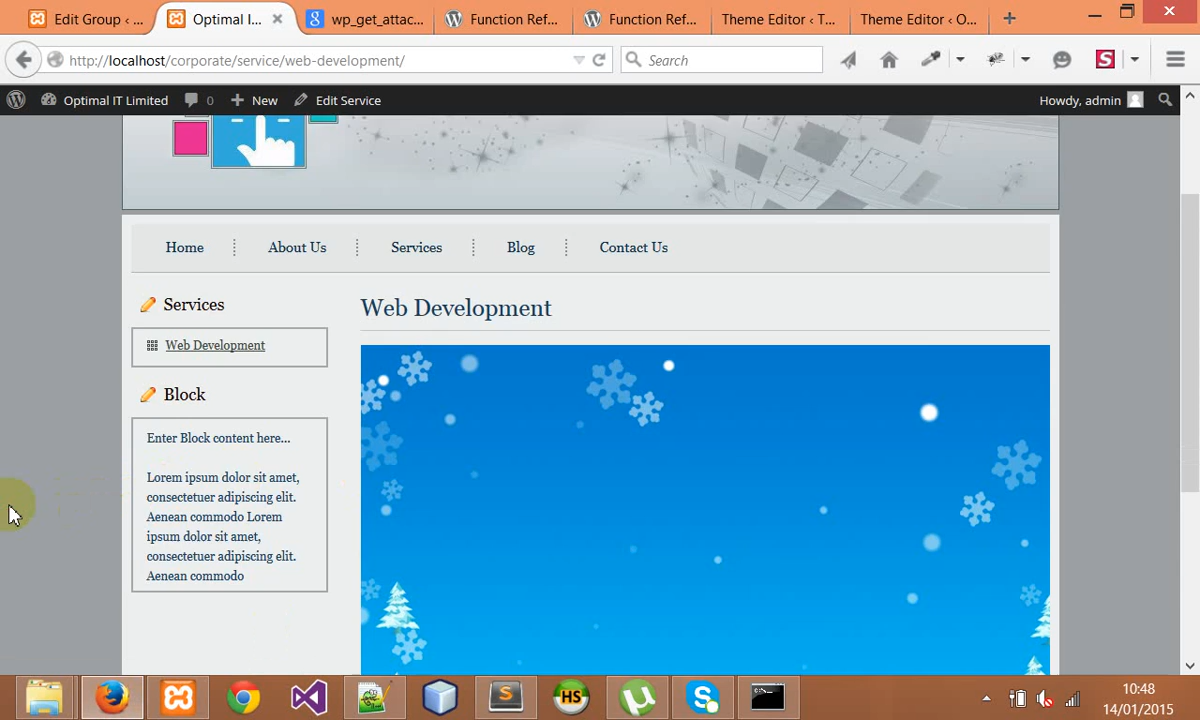 Edit Group ‹ ...
Optimal I...
wp_get_attac...
Function Ref...
Function Ref...
Theme Editor ‹ T...
Theme Editor ‹ O...
http://localhost/corporate/service/web-development/
Search
Optimal IT Limited
0
New
Edit Service
Howdy, admin
Home
About Us
Services
Blog
Contact Us
Services
Web Development
Web Development
Block
Enter Block content here...
Lorem ipsum dolor sit amet,
consectetuer adipiscing elit.
Aenean commodo Lorem
ipsum dolor sit amet,
consectetuer adipiscing elit.
Aenean commodo
HS
10:48
14/01/2015